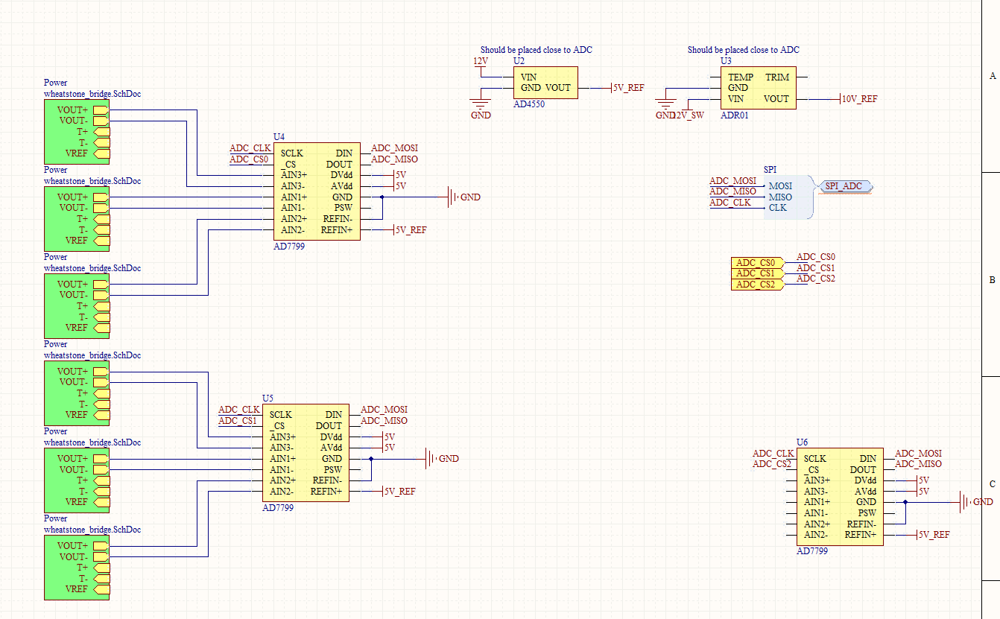 Power
wheatstone_bridge.SchDoc
VOUT+
VOUT-
T+
T-
VREF
Power
wheatstone_bridge.SchDoc
VOUT+
VOUT-
T+
T-
VREF
Power
wheatstone_bridge.SchDoc
VOUT+
VOUT-
T+
T-
VREF
Power
wheatstone_bridge.SchDoc
VOUT+
VOUT-
T+
T-
VREF
Power
wheatstone_bridge.SchDoc
VOUT+
VOUT-
T+
T-
VREF
Power
wheatstone_bridge.SchDoc
VOUT+
VOUT-
T+
T-
VREF
U4
ADC_CLK SCLK DIN ADC_MOSI
ADC_CS0 _CS DOUT ADC_MISO
AIN3+ DVdd 5V
AIN3- AVdd 5V
AIN1+ GND GND
AIN1- PSW
AIN2+ REFIN-
AIN2- REFIN+ 5V_REF
AD7799
U5
ADC_CLK SCLK DIN ADC_MOSI
ADC_CS1 _CS DOUT ADC_MISO
AIN3+ DVdd 5V
AIN3- AVdd 5V
AIN1+ GND GND
AIN1- PSW
AIN2+ REFIN-
AIN2- REFIN+ 5V_REF
AD7799
Should be placed close to ADC
12V U2
VIN
GND VOUT 5V_REF
AD4550
GND
Should be placed close to ADC
U3
TEMP TRIM
GND
VIN VOUT 10V_REF
GND 12V_SW ADR01
SPI
ADC_MOSI MOSI SPI_ADC
ADC_MISO MISO
ADC_CLK CLK
ADC_CS0 ADC_CS0
ADC_CS1 ADC_CS1
ADC_CS2 ADC_CS2
U6
ADC_CLK SCLK DIN ADC_MOSI
ADC_CS2 _CS DOUT ADC_MISO
AIN3+ DVdd 5V
AIN3- AVdd 5V
AIN1+ GND GND
AIN1- PSW
AIN2+ REFIN-
AIN2- REFIN+ 5V_REF
AD7799
A
B
C